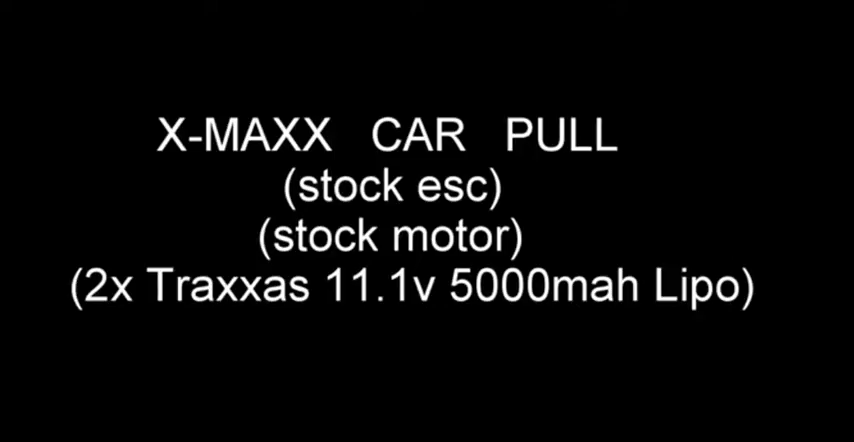 X-MAXX CAR PULL
(stock esc)
(stock motor)
(2x Traxxas 11.1v 5000mah Lipo)